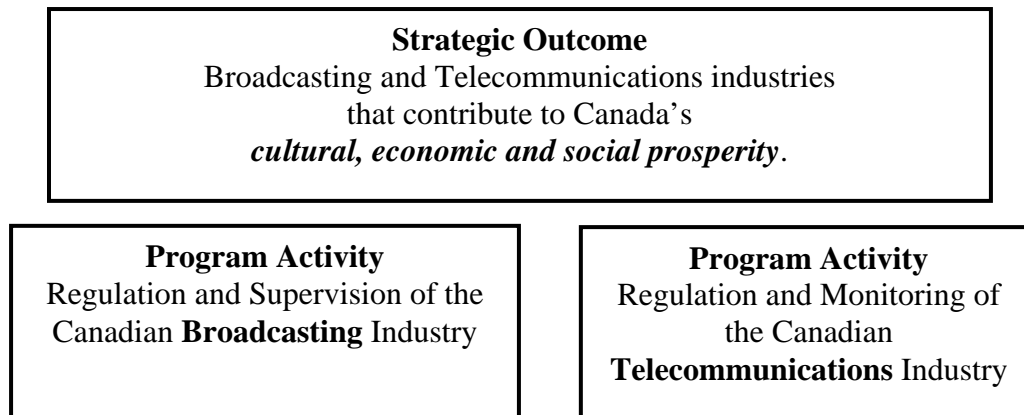 Strategic Outcome
Broadcasting and Telecommunications industries
that contribute to Canada’s
cultural, economic and social prosperity.
Program Activity
Regulation and Supervision of the
Canadian Broadcasting Industry
Program Activity
Regulation and Monitoring of
the Canadian
Telecommunications Industry